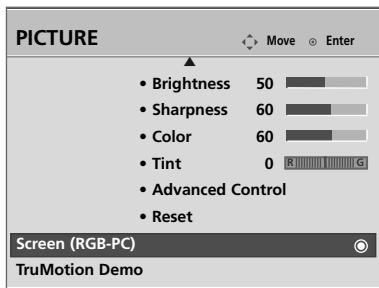 PICTURE Move Enter
• Brightness 50
• Sharpness 60
• Color 60
• Tint 0 R G
• Advanced Control
• Reset
Screen (RGB-PC)
TruMotion Demo